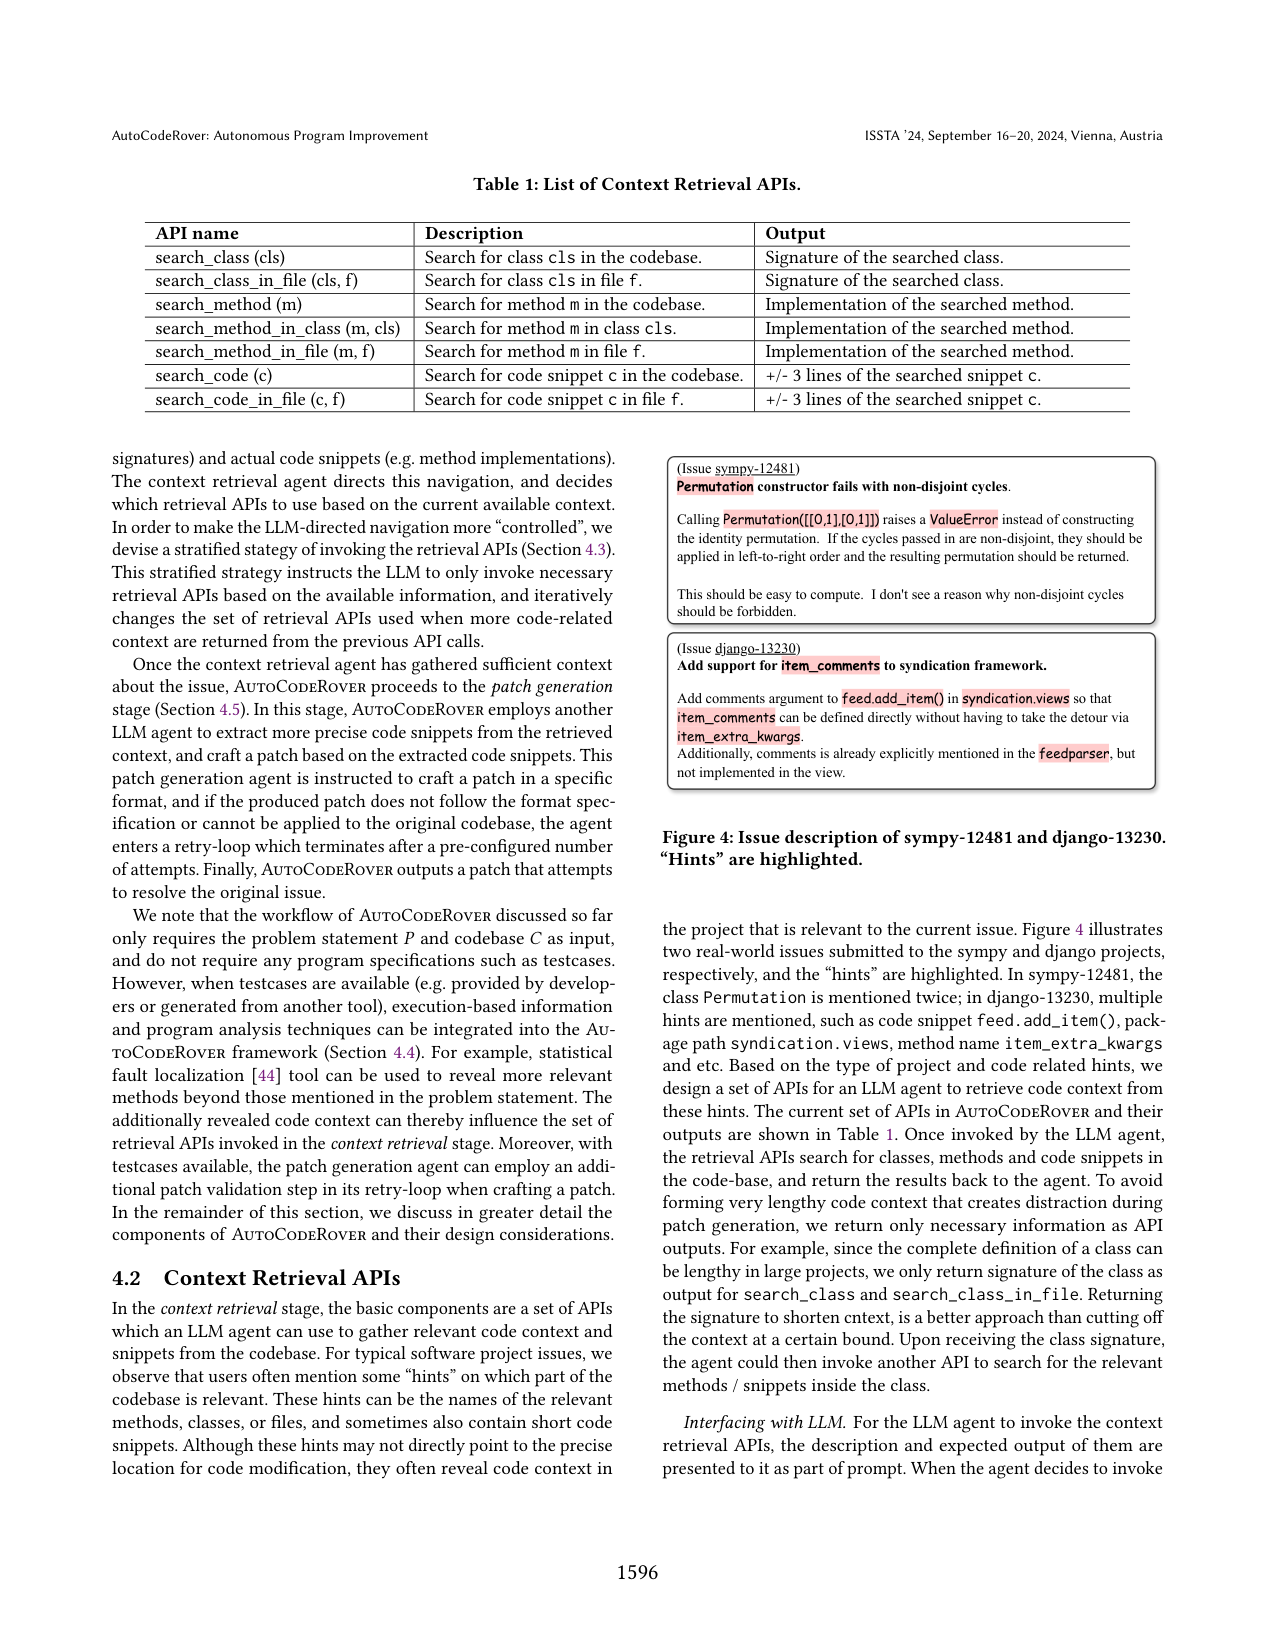 AutoCodeRover: Autonomous Program Improvement
ISSTA ’24, September 16–20, 2024, Vienna, Austria
Table 1: List of Context Retrieval APIs.
API name Description Output
search_class (cls) Search for class cls in the codebase. Signature of the searched class.
search_class_in_file (cls, f) Search for class cls in file f. Signature of the searched class.
search_method (m) Search for method m in the codebase. Implementation of the searched method.
search_method_in_class (m, cls) Search for method m in class cls. Implementation of the searched method.
search_method_in_file (m, f) Search for method m in file f. Implementation of the searched method.
search_code (c) Search for code snippet c in the codebase. +/- 3 lines of the searched snippet c.
search_code_in_file (c, f) Search for code snippet c in file f. +/- 3 lines of the searched snippet c.
signatures) and actual code snippets (e.g. method implementations).
The context retrieval agent directs this navigation, and decides
which retrieval APIs to use based on the current available context.
In order to make the LLM-directed navigation more “controlled”, we
devise a stratified stategy of invoking the retrieval APIs (Section 4.3).
This stratified strategy instructs the LLM to only invoke necessary
retrieval APIs based on the available information, and iteratively
changes the set of retrieval APIs used when more code-related
context are returned from the previous API calls.
Once the context retrieval agent has gathered sufficient context
about the issue, AutoCodeRover proceeds to the patch generation
stage (Section 4.5). In this stage, AutoCodeRover employs another
LLM agent to extract more precise code snippets from the retrieved
context, and craft a patch based on the extracted code snippets. This
patch generation agent is instructed to craft a patch in a specific
format, and if the produced patch does not follow the format spec-
ification or cannot be applied to the original codebase, the agent
enters a retry-loop which terminates after a pre-configured number
of attempts. Finally, AutoCodeRover outputs a patch that attempts
to resolve the original issue.
We note that the workflow of AutoCodeRover discussed so far
only requires the problem statement P and codebase C as input,
and do not require any program specifications such as testcases.
However, when testcases are available (e.g. provided by develop-
ers or generated from another tool), execution-based information
and program analysis techniques can be integrated into the Au-
toCodeRover framework (Section 4.4). For example, statistical
fault localization [44] tool can be used to reveal more relevant
methods beyond those mentioned in the problem statement. The
additionally revealed code context can thereby influence the set of
retrieval APIs invoked in the context retrieval stage. Moreover, with
testcases available, the patch generation agent can employ an addi-
tional patch validation step in its retry-loop when crafting a patch.
In the remainder of this section, we discuss in greater detail the
components of AutoCodeRover and their design considerations.
4.2 Context Retrieval APIs
In the context retrieval stage, the basic components are a set of APIs
which an LLM agent can use to gather relevant code context and
snippets from the codebase. For typical software project issues, we
observe that users often mention some “hints” on which part of the
codebase is relevant. These hints can be the names of the relevant
methods, classes, or files, and sometimes also contain short code
snippets. Although these hints may not directly point to the precise
location for code modification, they often reveal code context in
(Issue sympy-12481)
Permutation constructor fails with non-disjoint cycles.
Calling Permutation([[0,1],[0,1]]) raises a ValueError instead of constructing
the identity permutation. If the cycles passed in are non-disjoint, they should be
applied in left-to-right order and the resulting permutation should be returned.
This should be easy to compute. I don't see a reason why non-disjoint cycles
should be forbidden.
(Issue django-13230)
Add support for item_comments to syndication framework.
Add comments argument to feed.add_item() in syndication.views so that
item_comments can be defined directly without having to take the detour via
item_extra_kwargs.
Additionally, comments is already explicitly mentioned in the feedparser, but
not implemented in the view.
Figure 4: Issue description of sympy-12481 and django-13230.
“Hints” are highlighted.
the project that is relevant to the current issue. Figure 4 illustrates
two real-world issues submitted to the sympy and django projects,
respectively, and the “hints” are highlighted. In sympy-12481, the
class Permutation is mentioned twice; in django-13230, multiple
hints are mentioned, such as code snippet feed.add_item(), pack-
age path syndication.views, method name item_extra_kwargs
and etc. Based on the type of project and code related hints, we
design a set of APIs for an LLM agent to retrieve code context from
these hints. The current set of APIs in AutoCodeRover and their
outputs are shown in Table 1. Once invoked by the LLM agent,
the retrieval APIs search for classes, methods and code snippets in
the code-base, and return the results back to the agent. To avoid
forming very lengthy code context that creates distraction during
patch generation, we return only necessary information as API
outputs. For example, since the complete definition of a class can
be lengthy in large projects, we only return signature of the class as
output for search_class and search_class_in_file. Returning
the signature to shorten cntext, is a better approach than cutting off
the context at a certain bound. Upon receiving the class signature,
the agent could then invoke another API to search for the relevant
methods / snippets inside the class.
Interfacing with LLM. For the LLM agent to invoke the context
retrieval APIs, the description and expected output of them are
presented to it as part of prompt. When the agent decides to invoke
1596